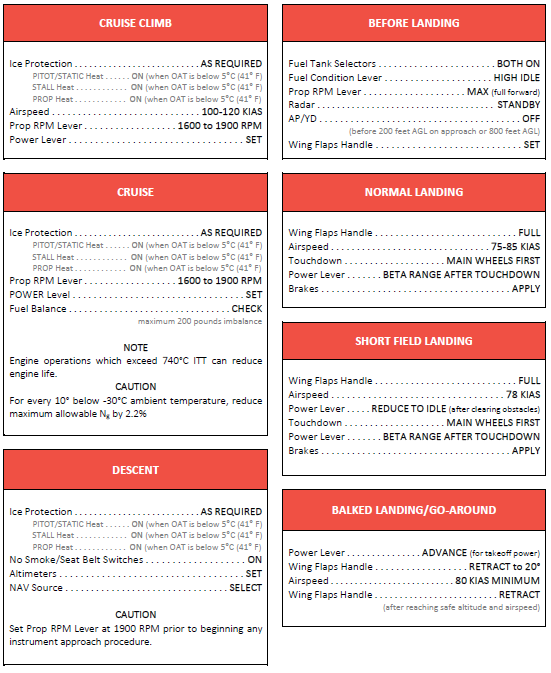 CRUISE CLIMB
Ice Protection . . . . . . . . . . . . . . . . . . . . . . . . . AS REQUIRED
PITOT/STATIC Heat . . . . . . ON (when OAT is below 5°C (41° F)
STALL Heat . . . . . . . . . . . . ON (when OAT is below 5°C (41° F)
PROP Heat . . . . . . . . . . . . ON (when OAT is below 5°C (41° F)
Airspeed . . . . . . . . . . . . . . . . . . . . . . . . . . . 100-120 KIAS
Prop RPM Lever . . . . . . . . . . . . . . . . . . . 1600 to 1900 RPM
Power Lever . . . . . . . . . . . . . . . . . . . . . . . . . . . . . . . . . . SET
CRUISE
Ice Protection . . . . . . . . . . . . . . . . . . . . . . . . . AS REQUIRED
PITOT/STATIC Heat . . . . . . ON (when OAT is below 5°C (41° F)
STALL Heat . . . . . . . . . . . . ON (when OAT is below 5°C (41° F)
PROP Heat . . . . . . . . . . . . ON (when OAT is below 5°C (41° F)
Prop RPM Lever . . . . . . . . . . . . . . . . . . . 1600 to 1900 RPM
POWER Level . . . . . . . . . . . . . . . . . . . . . . . . . . . . . . . . . SET
Fuel Balance . . . . . . . . . . . . . . . . . . . . . . . . . . . . . . CHECK
maximum 200 pounds imbalance
NOTE
Engine operations which exceed 740°C ITT can reduce
engine life.
CAUTION
For every 10° below -30°C ambient temperature, reduce
maximum allowable Ng by 2.2%
DESCENT
Ice Protection . . . . . . . . . . . . . . . . . . . . . . . . . AS REQUIRED
PITOT/STATIC Heat . . . . . . ON (when OAT is below 5°C (41° F)
STALL Heat . . . . . . . . . . . . ON (when OAT is below 5°C (41° F)
PROP Heat . . . . . . . . . . . . ON (when OAT is below 5°C (41° F)
No Smoke/Seat Belt Switches . . . . . . . . . . . . . . . . . . . . ON
Altimeters . . . . . . . . . . . . . . . . . . . . . . . . . . . . . . . . . . . . SET
NAV Source . . . . . . . . . . . . . . . . . . . . . . . . . . . . . . SELECT
CAUTION
Set Prop RPM Lever at 1900 RPM prior to beginning any
instrument approach procedure.
BEFORE LANDING
Fuel Tank Selectors . . . . . . . . . . . . . . . . . . . . . . . BOTH ON
Fuel Condition Lever . . . . . . . . . . . . . . . . . . . . . . HIGH IDLE
Prop RPM Lever . . . . . . . . . . . . . . . . . . . . MAX (full forward)
Radar . . . . . . . . . . . . . . . . . . . . . . . . . . . . . . . . . . . STANDBY
AP/YD . . . . . . . . . . . . . . . . . . . . . . . . . . . . . . . . . . . . . . . OFF
(before 200 feet AGL on approach or 800 feet AGL)
Wing Flaps Handle . . . . . . . . . . . . . . . . . . . . . . . . . . . . SET
NORMAL LANDING
Wing Flaps Handle . . . . . . . . . . . . . . . . . . . . . . . . . . . FULL
Airspeed . . . . . . . . . . . . . . . . . . . . . . . . . . . . . . 75-85 KIAS
Touchdown . . . . . . . . . . . . . . . . . . . . MAIN WHEELS FIRST
Power Lever . . . . . . . BETA RANGE AFTER TOUCHDOWN
Brakes . . . . . . . . . . . . . . . . . . . . . . . . . . . . . . . . . . . . . APPLY
SHORT FIELD LANDING
Wing Flaps Handle . . . . . . . . . . . . . . . . . . . . . . . . . . . FULL
Airspeed . . . . . . . . . . . . . . . . . . . . . . . . . . . . . . . . . 78 KIAS
Power Lever . . . . . REDUCE TO IDLE (after clearing obstacles)
Touchdown . . . . . . . . . . . . . . . . . . . . MAIN WHEELS FIRST
Power Lever . . . . . . . BETA RANGE AFTER TOUCHDOWN
Brakes . . . . . . . . . . . . . . . . . . . . . . . . . . . . . . . . . . . . . APPLY
BALKED LANDING/GO-AROUND
Power Lever . . . . . . . . . . . . . . ADVANCE (for takeoff power)
Wing Flaps Handle . . . . . . . . . . . . . . . . . . RETRACT to 20°
Airspeed . . . . . . . . . . . . . . . . . . . . . . . . 80 KIAS MINIMUM
Wing Flaps Handle . . . . . . . . . . . . . . . . . . . . . . . . RETRACT
(after reaching safe altitude and airspeed)